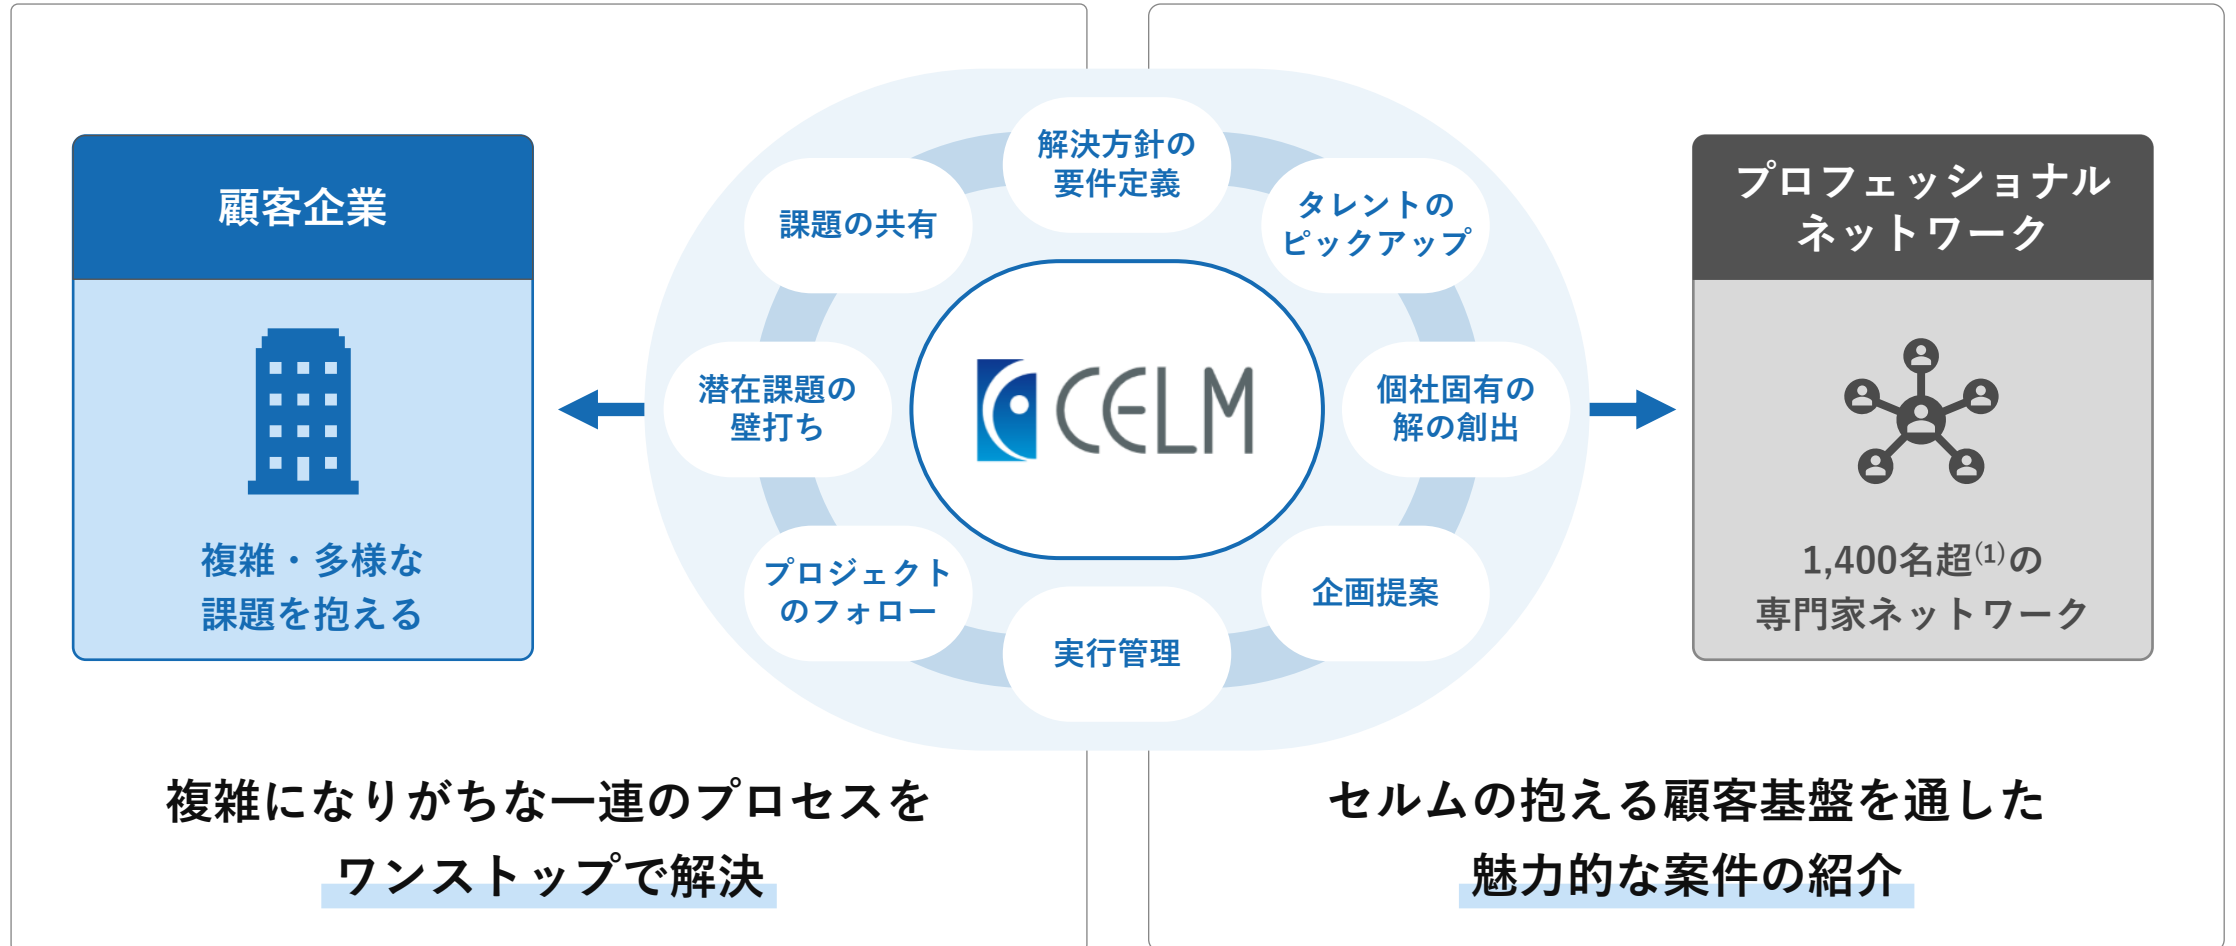 顧客企業
複雑・多様な
課題を抱える
解決方針の
要件定義
課題の共有
タレントの
ピックアップ
潜在課題の
壁打ち
CELM
個社固有の
解の創出
プロジェクト
のフォロー
企画提案
実行管理
プロフェッショナル
ネットワーク
1,400名超(1)の
専門家ネットワーク
複雑になりがちな一連のプロセスを
ワンストップで解決
セルムの抱える顧客基盤を通した
魅力的な案件の紹介